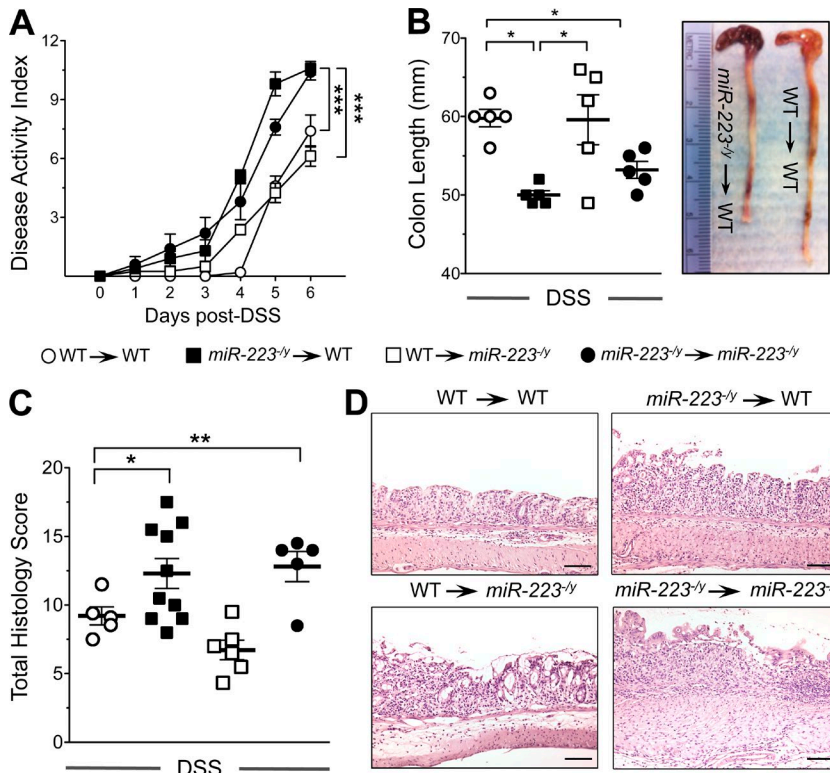 A
Disease Activity Index
12
9
6
3
0 1 2 3 4 5 6
Days post-DSS
***
***
B
Colon Length (mm)
70
60
50
40
*
* *
DSS
METRIC 1
miR-223-/y → WT
WT → WT
WT → WT
miR-223-/y → WT
WT → miR-223-/y
miR-223-/y → miR-223-/y
C
Total Histology Score
20
15
10
5
0
**
*
DSS
D
WT → WT
miR-223-/y → WT
WT → miR-223-/y
miR-223-/y → miR-223-/